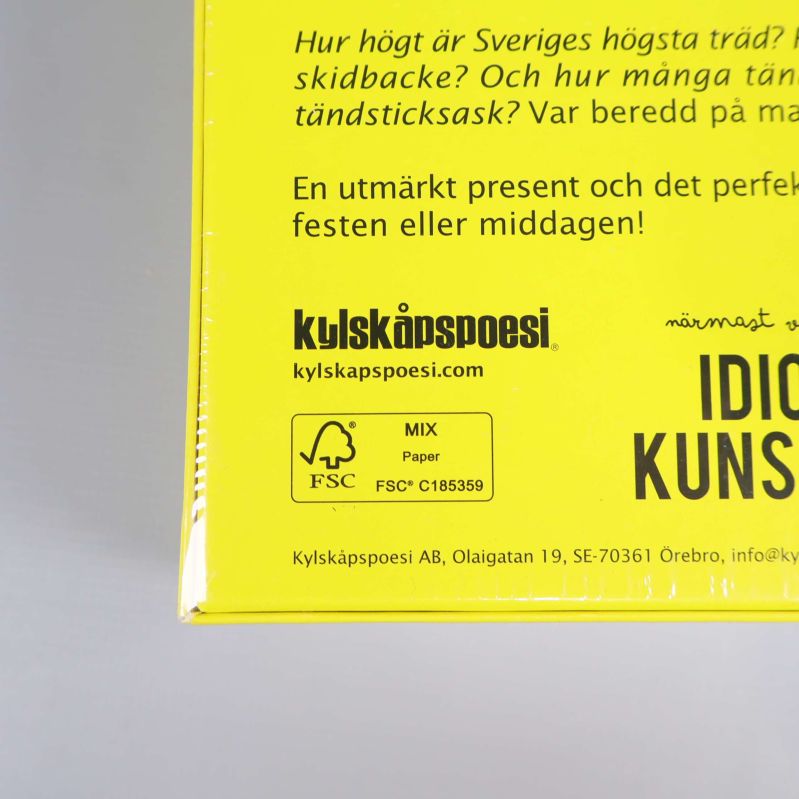 Hur högt är Sveriges högsta träd?
skidbacke? Och hur många tän
tändsticksask? Var beredd på ma
En utmärkt present och det perfek
festen eller middagen!
kylskåpspoesi®
kylskapspoesi.com
närmast v
IDIO
KUNS
MIX
Paper
FSC® C185359
FSC
Kylskåpspoesi AB, Olaigatan 19, SE-70361 Örebro, info@ky